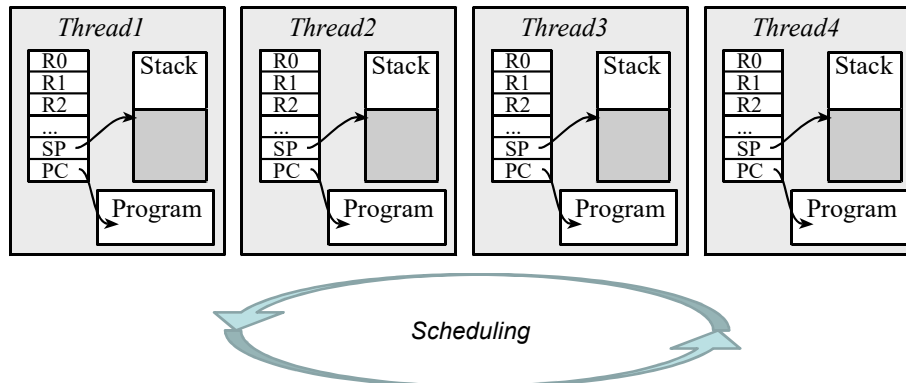 Thread1
R0
R1
R2
...
SP
PC
Stack
Program
Thread2
R0
R1
R2
...
SP
PC
Stack
Program
Thread3
R0
R1
R2
...
SP
PC
Stack
Program
Thread4
R0
R1
R2
...
SP
PC
Stack
Program
Scheduling